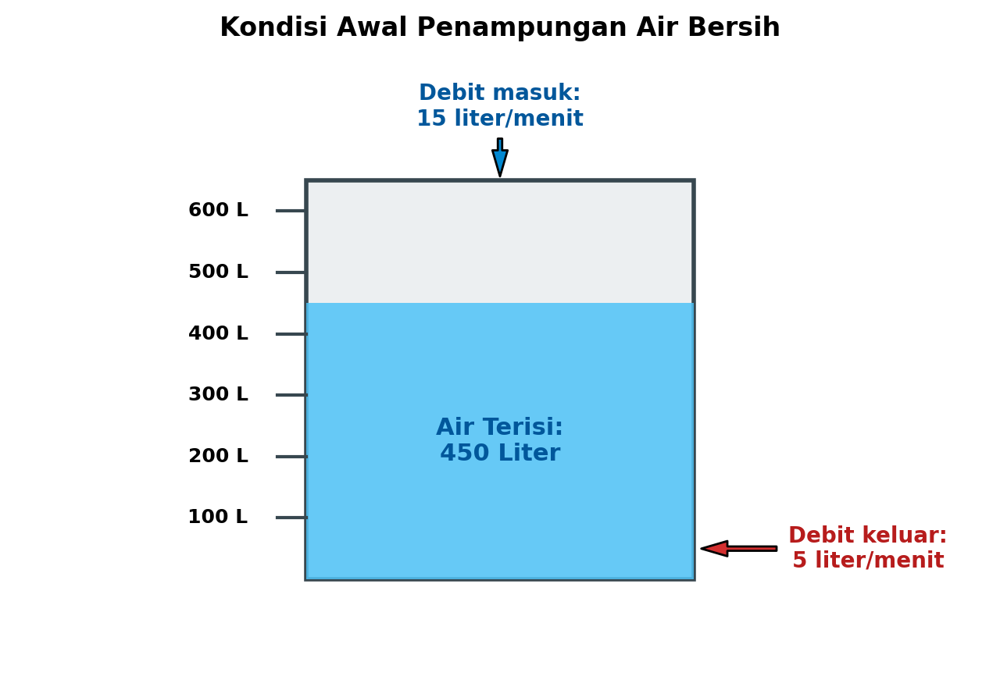 Kondisi Awal Penampungan Air Bersih
Debit masuk:
15 liter/menit
600 L
500 L
400 L
300 L
200 L
100 L
Air Terisi:
450 Liter
Debit keluar:
5 liter/menit